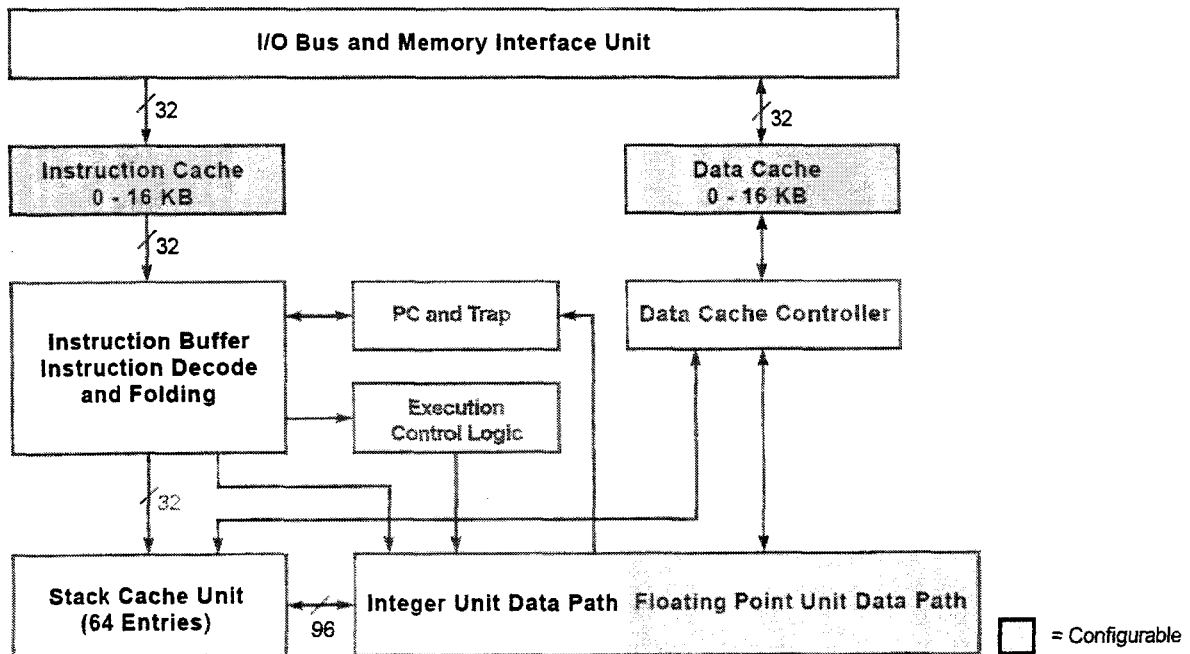 I/O Bus and Memory Interface Unit
32
32
Instruction Cache
0 - 16 KB
Data Cache
0 - 16 KB
32
Instruction Buffer
Instruction Decode
and Folding
PC and Trap
Data Cache Controller
Execution
Control Logic
32
Stack Cache Unit
(64 Entries)
96
Integer Unit Data Path
Floating Point Unit Data Path
= Configurable